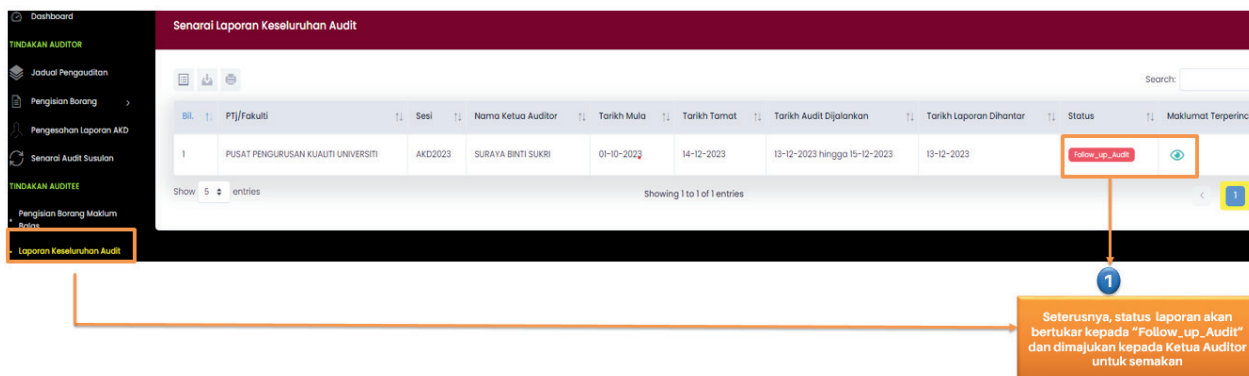 Dashboard
TINDAKAN AUDITOR
Jadual Pengauditan
Pengisian Borang
Pengesahan Laporan AKD
Senarai Audit Susulan
TINDAKAN AUDITEE
Pengisian Borang Maklum
Balas
Laporan Keseluruhan Audit
Senarai Laporan Keseluruhan Audit
Search:
Bil. PTj/Fakulti Sesi Nama Ketua Auditor Tarikh Mula Tarikh Tamat Tarikh Audit Dijalankan Tarikh Laporan Dihantar Status Maklumat Terperinc
1 PUSAT PENGURUSAN KUALITI UNIVERSITI AKD2023 SURAYA BINTI SUKRI 01-10-2023 14-12-2023 13-12-2023 hingga 15-12-2023 13-12-2023 Follow_up_Audit
Show 5 entries
Showing 1 to 1 of 1 entries
< 1
1
Seterusnya, status laporan akan
bertukar kepada "Follow_up_Audit"
dan dimajukan kepada Ketua Auditor
untuk semakan